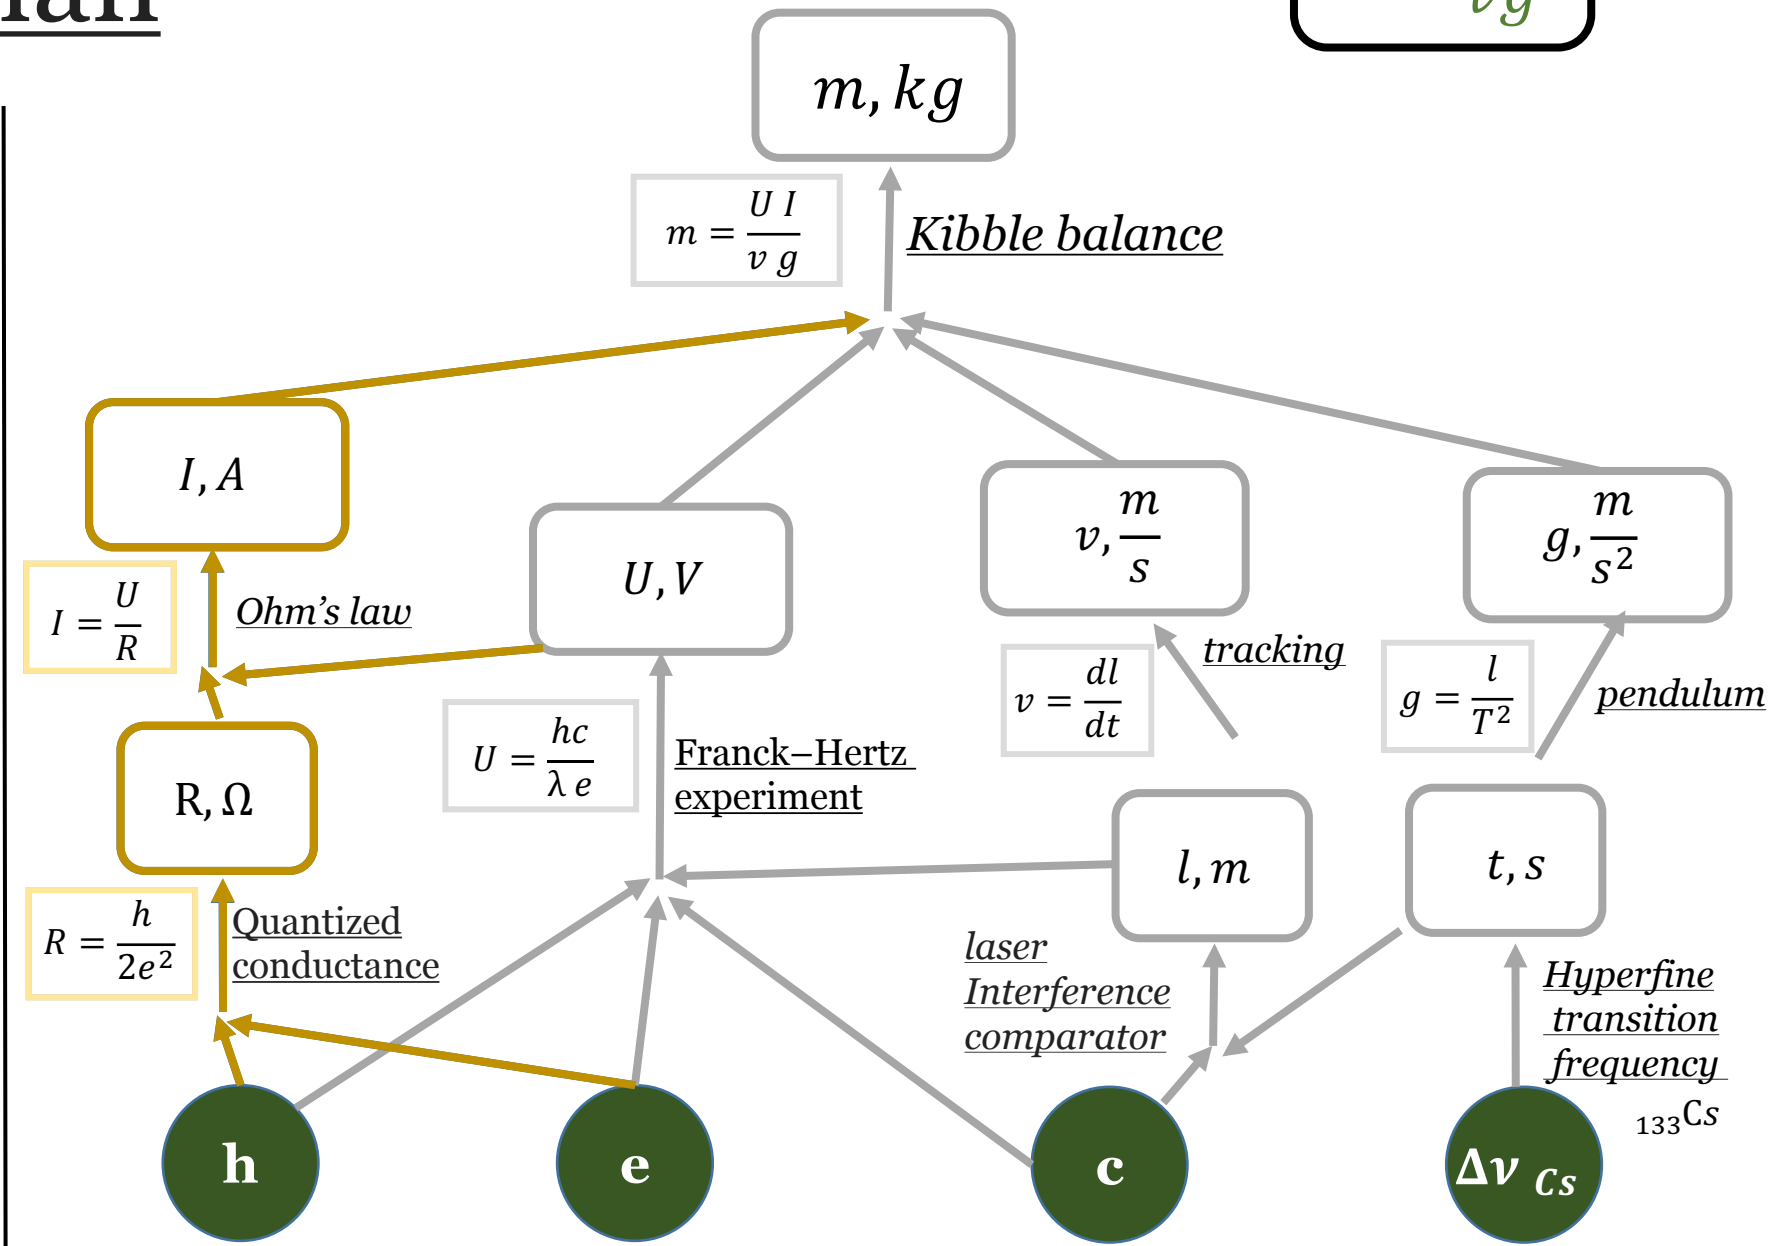 vg
m, kg
m = U I / v g
Kibble balance
I, A
U, V
v, m/s
g, m/s²
I = U/R
Ohm's law
v = dl/dt
tracking
g = l/T²
pendulum
R, Ω
U = hc / λ e
Franck–Hertz
experiment
l, m
t, s
R = h / 2e²
Quantized
conductance
laser
Interference
comparator
Hyperfine
transition
frequency
₁₃₃Cs
h
e
c
Δν Cs